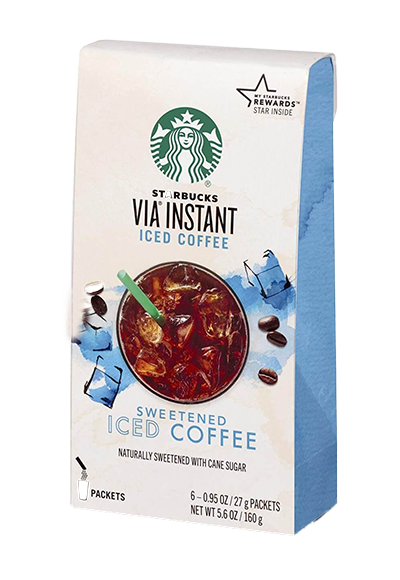 MY STARBUCKS
REWARDS™
STAR INSIDE
®
STARBUCKS
VIA® INSTANT
ICED COFFEE
SWEETENED
ICED COFFEE
NATURALLY SWEETENED WITH CANE SUGAR
PACKETS
6 – 0.95 OZ / 27 g PACKETS
NET WT 5.6 OZ / 160 g